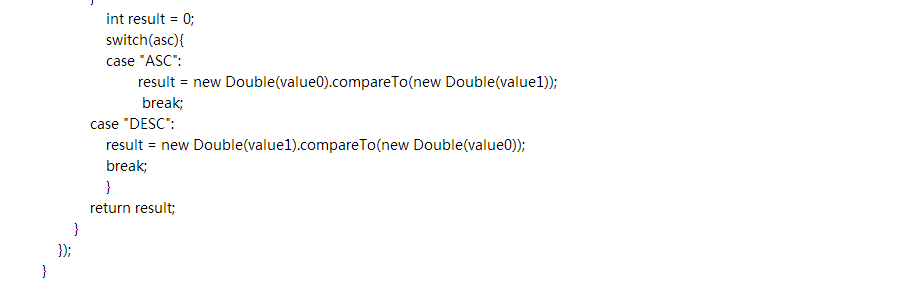 }
int result = 0;
switch(asc){
case "ASC":
result = new Double(value0).compareTo(new Double(value1));
break;
case "DESC":
result = new Double(value1).compareTo(new Double(value0));
break;
}
return result;
}
});
}